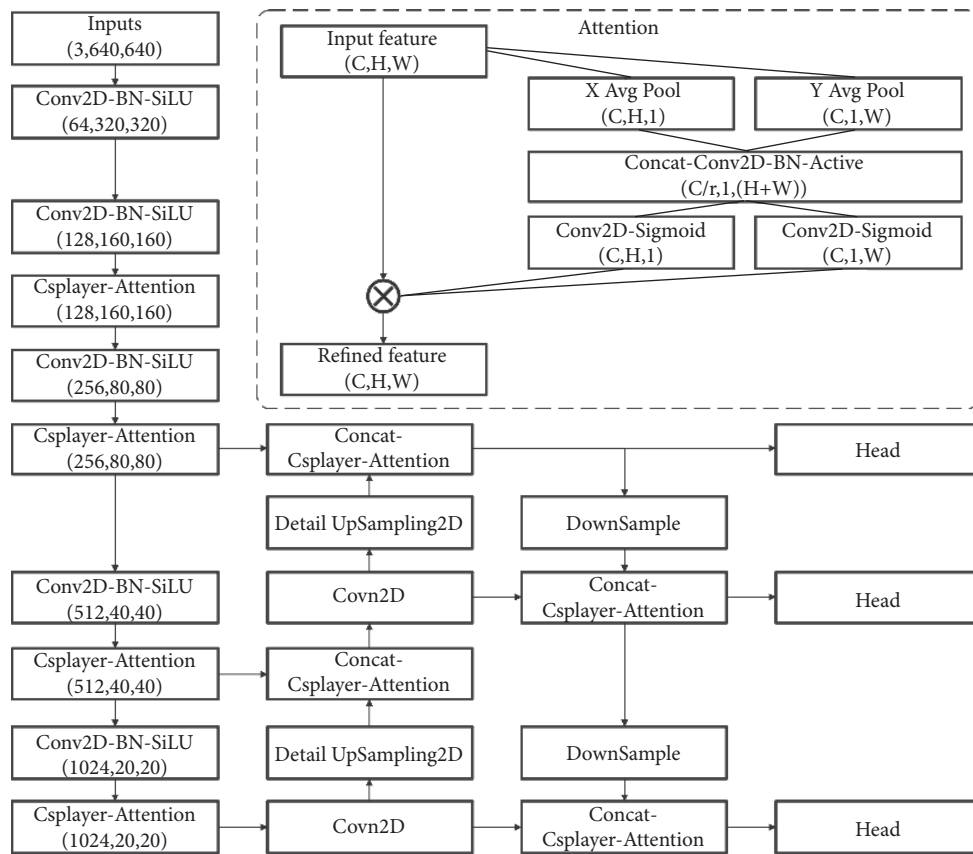 Inputs
(3,640,640)
Conv2D-BN-SiLU
(64,320,320)
Conv2D-BN-SiLU
(128,160,160)
Csplayer-Attention
(128,160,160)
Conv2D-BN-SiLU
(256,80,80)
Csplayer-Attention
(256,80,80)
Conv2D-BN-SiLU
(512,40,40)
Csplayer-Attention
(512,40,40)
Conv2D-BN-SiLU
(1024,20,20)
Csplayer-Attention
(1024,20,20)
Attention
Input feature
(C,H,W)
X Avg Pool
(C,H,1)
Y Avg Pool
(C,1,W)
Concat-Conv2D-BN-Active
(C/r,1,(H+W))
Conv2D-Sigmoid
(C,H,1)
Conv2D-Sigmoid
(C,1,W)
Refined feature
(C,H,W)
Concat-
Csplayer-Attention
Detail UpSampling2D
Covn2D
Concat-
Csplayer-Attention
Detail UpSampling2D
Covn2D
DownSample
Concat-
Csplayer-Attention
DownSample
Concat-
Csplayer-Attention
Head
Head
Head